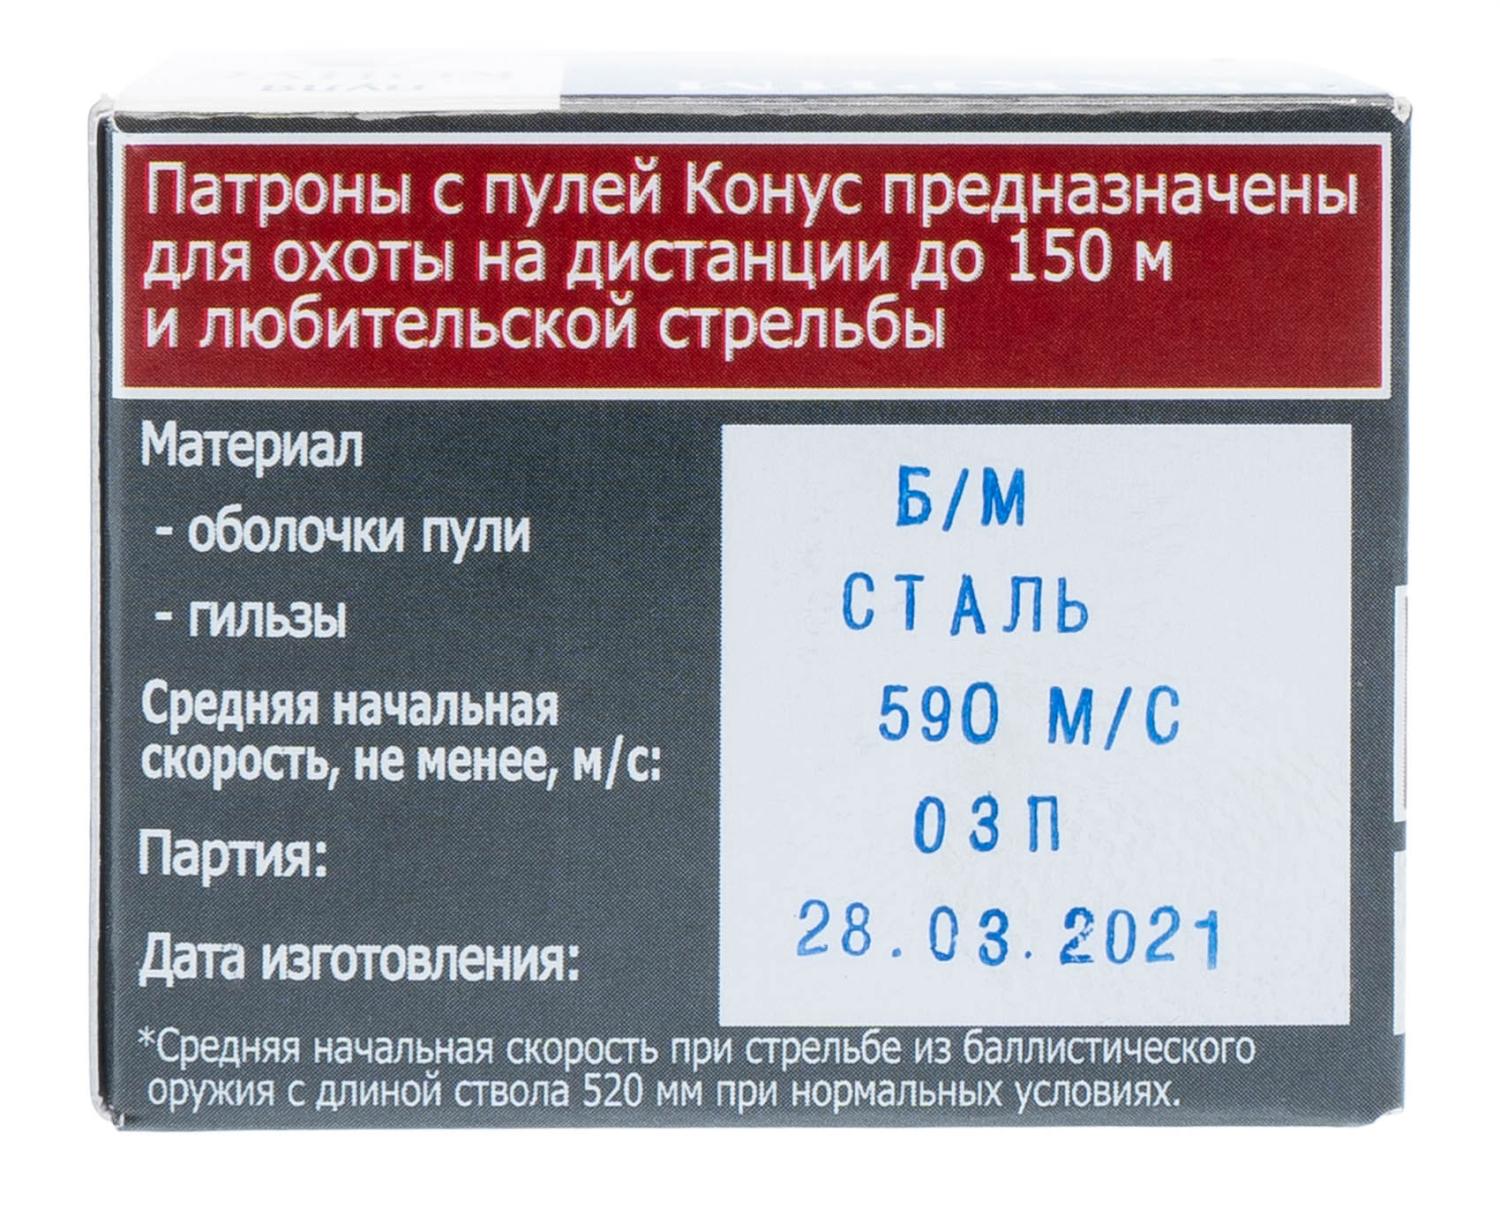 Патроны с пулей Конус предназначены
для охоты на дистанции до 150 м
и любительской стрельбы
Материал
- оболочки пули Б/М
- гильзы СТАЛЬ
Средняя начальная
скорость, не менее, м/с: 590 М/С
Партия: 03П
Дата изготовления: 28.03.2021
*Средняя начальная скорость при стрельбе из баллистического
оружия с длиной ствола 520 мм при нормальных условиях.